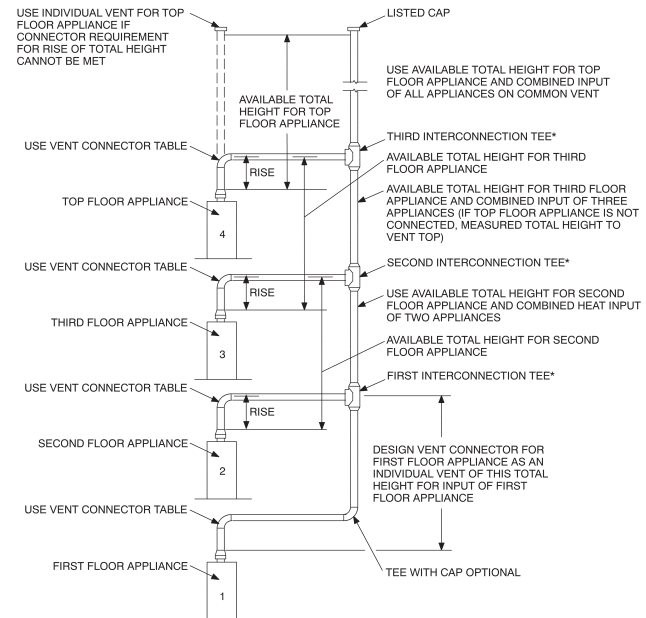 USE INDIVIDUAL VENT FOR TOP
FLOOR APPLIANCE IF
CONNECTOR REQUIREMENT
FOR RISE OF TOTAL HEIGHT
CANNOT BE MET
LISTED CAP
USE AVAILABLE TOTAL HEIGHT FOR TOP
FLOOR APPLIANCE AND COMBINED INPUT
OF ALL APPLIANCES ON COMMON VENT
AVAILABLE TOTAL
HEIGHT FOR TOP
FLOOR APPLIANCE
THIRD INTERCONNECTION TEE*
USE VENT CONNECTOR TABLE
AVAILABLE TOTAL HEIGHT FOR THIRD
FLOOR APPLIANCE
RISE
AVAILABLE TOTAL HEIGHT FOR THIRD FLOOR
APPLIANCE AND COMBINED INPUT OF THREE
APPLIANCES (IF TOP FLOOR APPLIANCE IS NOT
CONNECTED, MEASURED TOTAL HEIGHT TO
VENT TOP)
TOP FLOOR APPLIANCE
4
SECOND INTERCONNECTION TEE*
USE VENT CONNECTOR TABLE
RISE
USE AVAILABLE TOTAL HEIGHT FOR SECOND
FLOOR APPLIANCE AND COMBINED HEAT INPUT
OF TWO APPLIANCES
THIRD FLOOR APPLIANCE
3
AVAILABLE TOTAL HEIGHT FOR SECOND
FLOOR APPLIANCE
FIRST INTERCONNECTION TEE*
USE VENT CONNECTOR TABLE
RISE
SECOND FLOOR APPLIANCE
2
DESIGN VENT CONNECTOR FOR
FIRST FLOOR APPLIANCE AS AN
INDIVIDUAL VENT OF THIS TOTAL
HEIGHT FOR INPUT OF FIRST
FLOOR APPLIANCE
USE VENT CONNECTOR TABLE
FIRST FLOOR APPLIANCE
1
TEE WITH CAP OPTIONAL